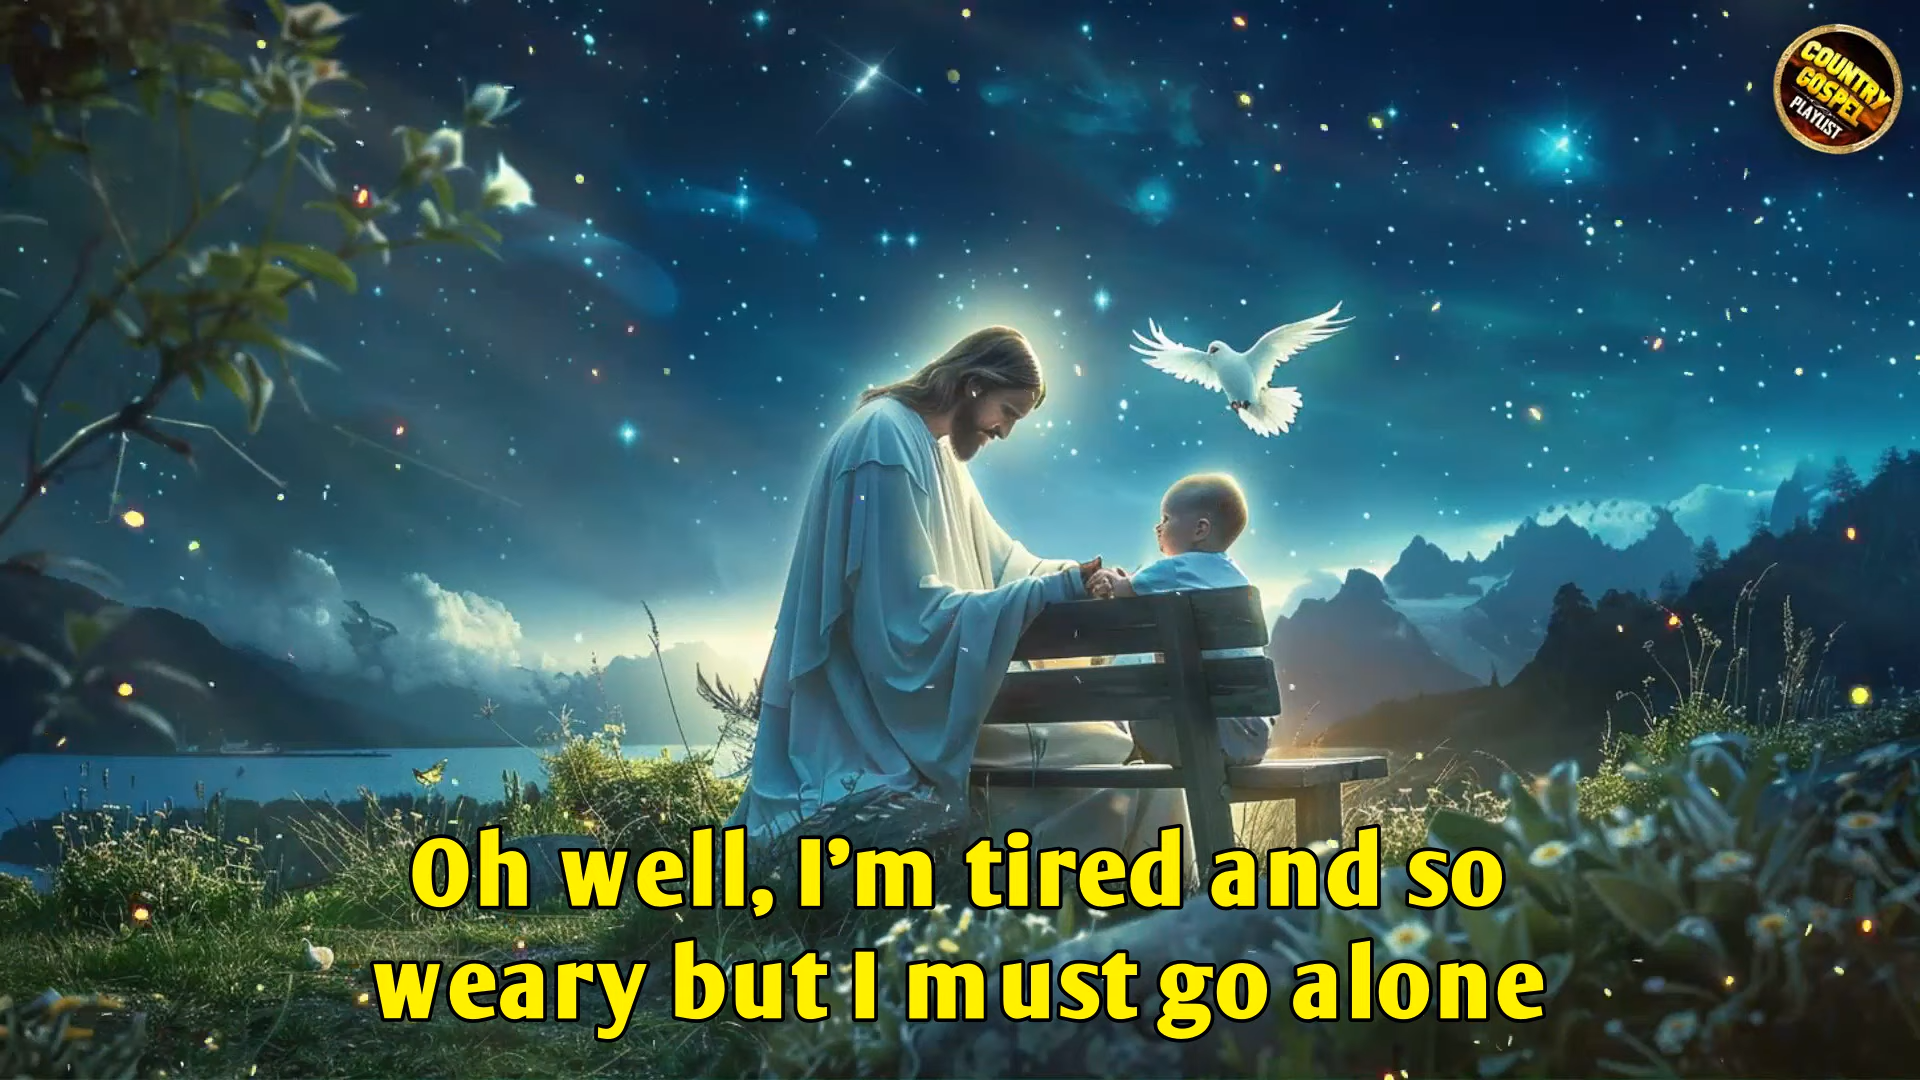 COUNTRY
GOSPEL
PLAYLIST
Oh well, I’m tired and so
weary but I must go alone